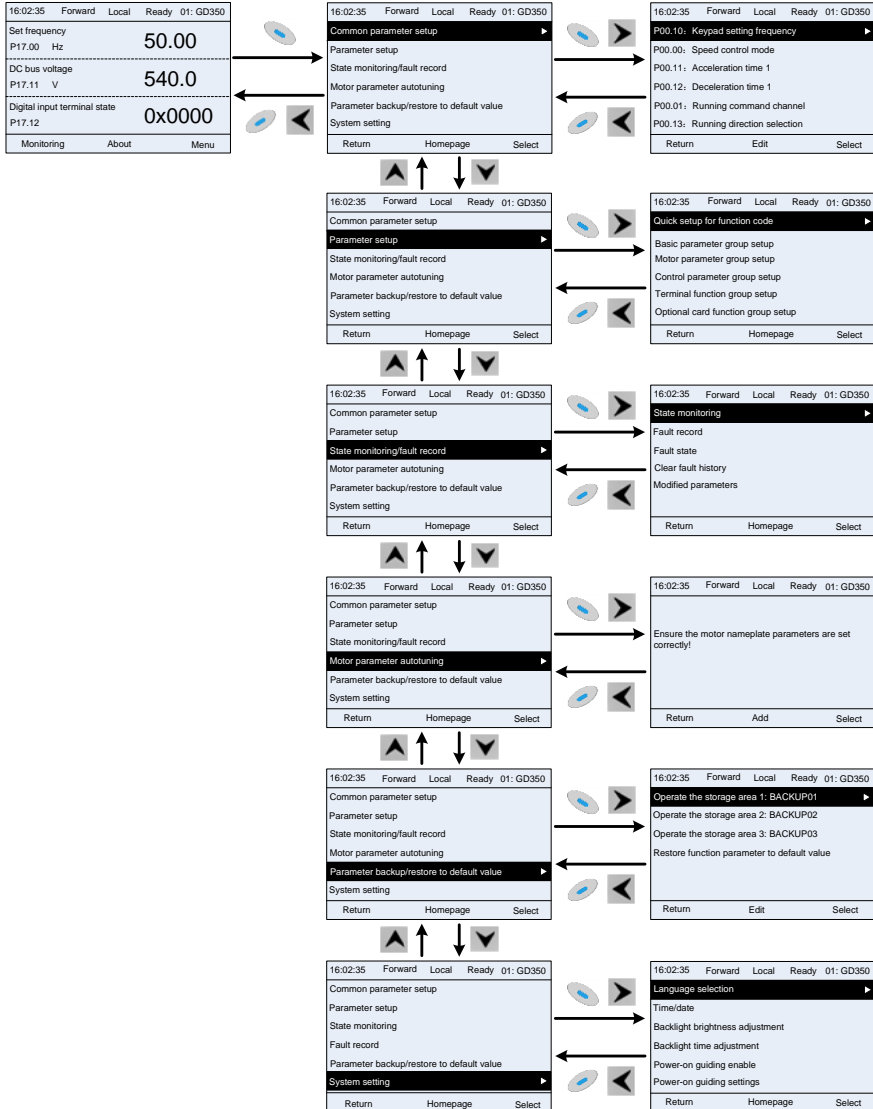 16:02:35 Forward Local Ready 01: GD350
Set frequency
P17.00 Hz 50.00
DC bus voltage
P17.11 V 540.0
Digital input terminal state
P17.12 0x0000
Monitoring About Menu
16:02:35 Forward Local Ready 01: GD350
Common parameter setup
Parameter setup
State monitoring/fault record
Motor parameter autotuning
Parameter backup/restore to default value
System setting
Return Homepage Select
16:02:35 Forward Local Ready 01: GD350
P00.10: Keypad setting frequency
P00.00: Speed control mode
P00.11: Acceleration time 1
P00.12: Deceleration time 1
P00.01: Running command channel
P00.13: Running direction selection
Return Edit Select
16:02:35 Forward Local Ready 01: GD350
Common parameter setup
Parameter setup
State monitoring/fault record
Motor parameter autotuning
Parameter backup/restore to default value
System setting
Return Homepage Select
16:02:35 Forward Local Ready 01: GD350
Quick setup for function code
Basic parameter group setup
Motor parameter group setup
Control parameter group setup
Terminal function group setup
Optional card function group setup
Return Homepage Select
16:02:35 Forward Local Ready 01: GD350
Common parameter setup
Parameter setup
State monitoring/fault record
Motor parameter autotuning
Parameter backup/restore to default value
System setting
Return Homepage Select
16:02:35 Forward Local Ready 01: GD350
State monitoring
Fault record
Fault state
Clear fault history
Modified parameters
Return Homepage Select
16:02:35 Forward Local Ready 01: GD350
Common parameter setup
Parameter setup
State monitoring/fault record
Motor parameter autotuning
Parameter backup/restore to default value
System setting
Return Homepage Select
16:02:35 Forward Local Ready 01: GD350
Ensure the motor nameplate parameters are set
correctly!
Return Add Select
16:02:35 Forward Local Ready 01: GD350
Common parameter setup
Parameter setup
State monitoring/fault record
Motor parameter autotuning
Parameter backup/restore to default value
System setting
Return Homepage Select
16:02:35 Forward Local Ready 01: GD350
Operate the storage area 1: BACKUP01
Operate the storage area 2: BACKUP02
Operate the storage area 3: BACKUP03
Restore function parameter to default value
Return Edit Select
16:02:35 Forward Local Ready 01: GD350
Common parameter setup
Parameter setup
State monitoring
Fault record
Parameter backup/restore to default value
System setting
Return Homepage Select
16:02:35 Forward Local Ready 01: GD350
Language selection
Time/date
Backlight brightness adjustment
Backlight time adjustment
Power-on guiding enable
Power-on guiding settings
Return Homepage Select